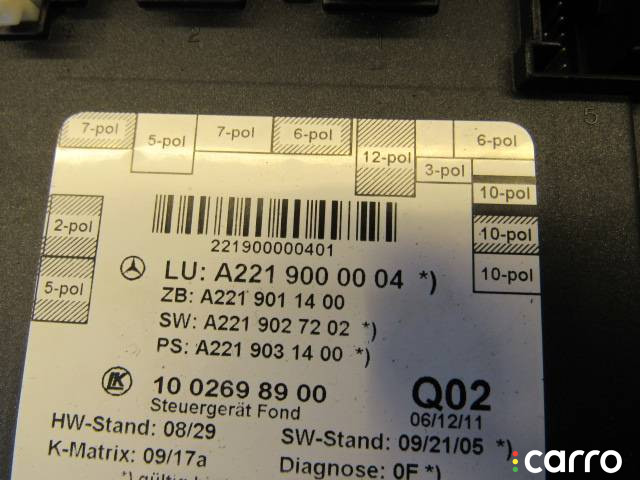 2
5
7-pol
5-pol
7-pol
6-pol
12-pol
3-pol
6-pol
10-pol
10-pol
10-pol
2-pol
5-pol
221900000401
LU: A221 900 00 04 *)
ZB: A221 901 14 00
SW: A221 902 72 02 *)
PS: A221 903 14 00 *)
LK
10 0269 89 00
Q02
Steuergerät Fond
06/12/11
HW-Stand: 08/29
SW-Stand: 09/21/05 *)
K-Matrix: 09/17a
Diagnose: 0F *)
carro